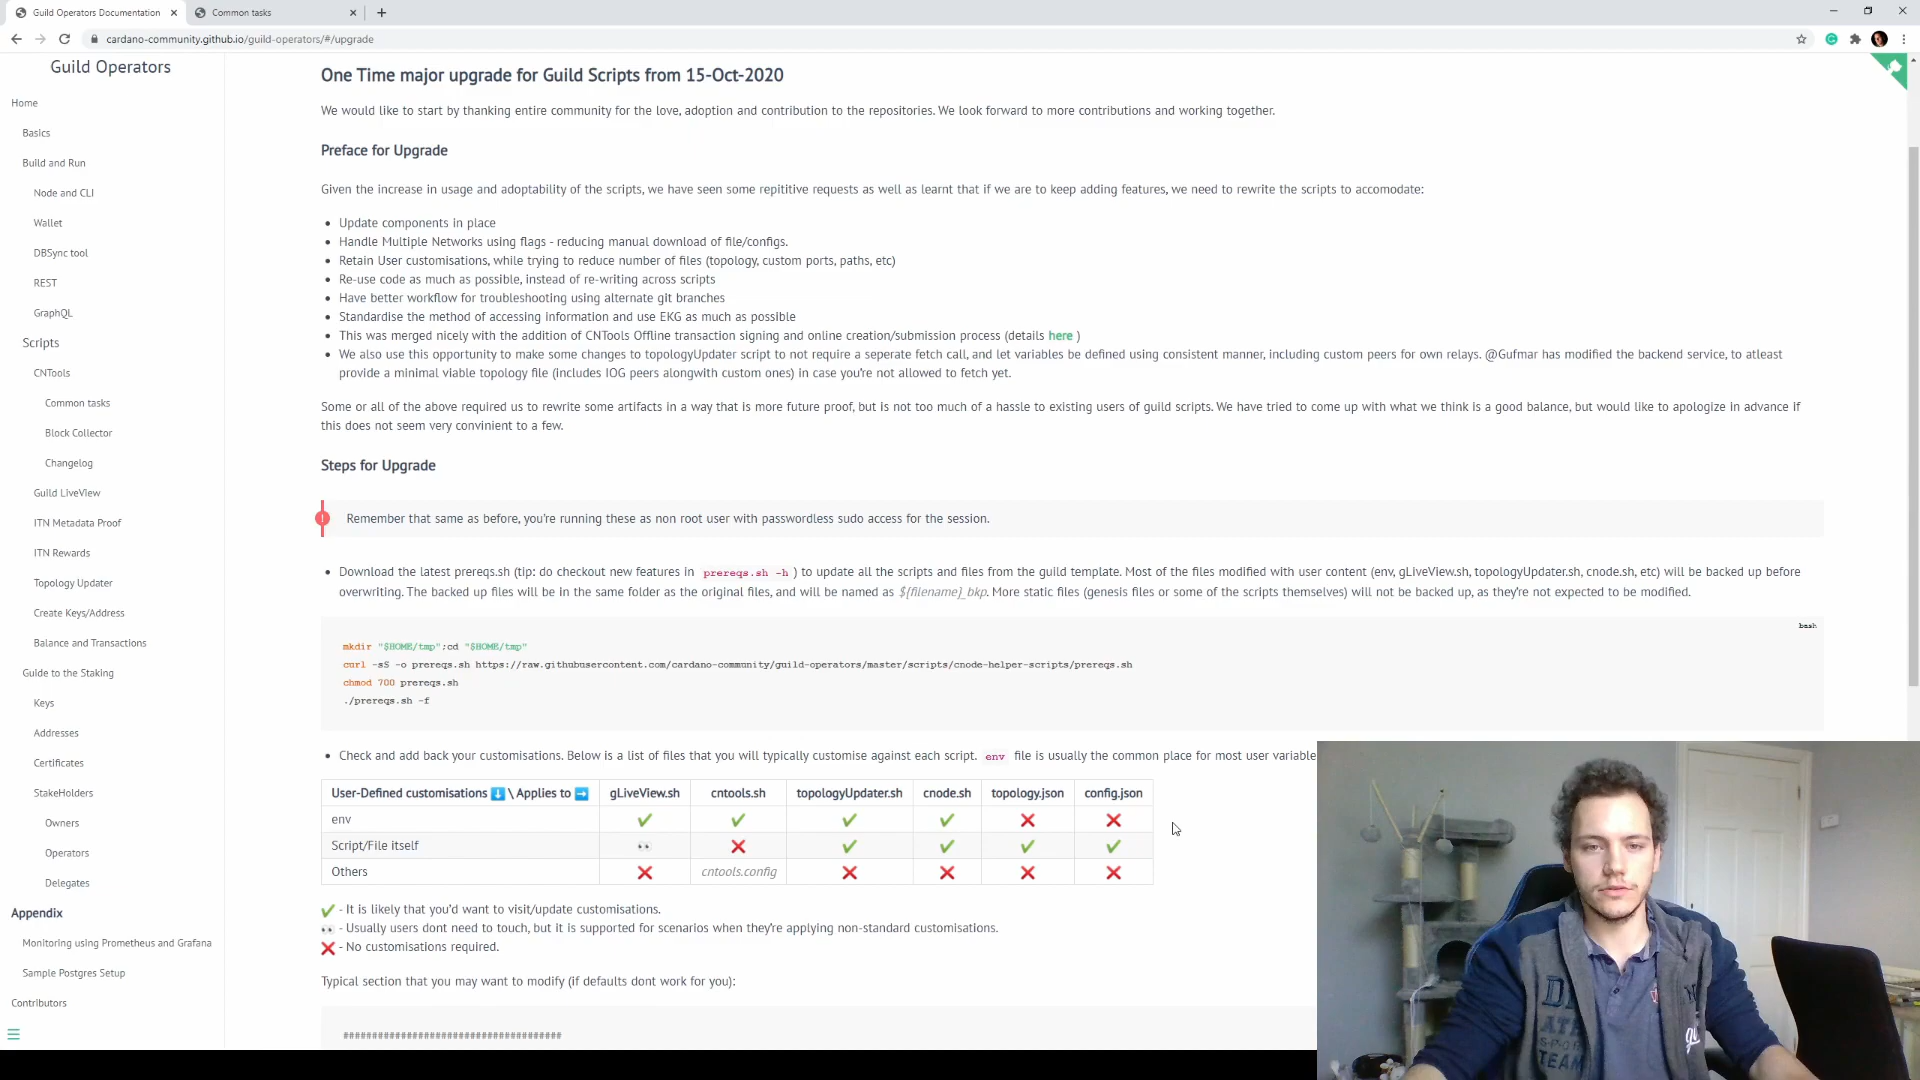 Guild Operators Documentation
Common tasks
cardano-community.github.io/guild-operators/#/upgrade
Guild Operators
Home
Basics
Build and Run
Node and CLI
Wallet
DBSync tool
REST
GraphQL
Scripts
CNTools
Common tasks
Block Collector
Changelog
Guild LiveView
ITN Metadata Proof
ITN Rewards
Topology Updater
Create Keys/Address
Balance and Transactions
Guide to the Staking
Keys
Addresses
Certificates
StakeHolders
Owners
Operators
Delegates
Appendix
Monitoring using Prometheus and Grafana
Sample Postgres Setup
Contributors
One Time major upgrade for Guild Scripts from 15-Oct-2020
We would like to start by thanking entire community for the love, adoption and contribution to the repositories. We look forward to more contributions and working together.
Preface for Upgrade
Given the increase in usage and adoptability of the scripts, we have seen some repititive requests as well as learnt that if we are to keep adding features, we need to rewrite the scripts to accomodate:
• Update components in place
• Handle Multiple Networks using flags - reducing manual download of file/configs.
• Retain User customisations, while trying to reduce number of files (topology, custom ports, paths, etc)
• Re-use code as much as possible, instead of re-writing across scripts
• Have better workflow for troubleshooting using alternate git branches
• Standardise the method of accessing information and use EKG as much as possible
• This was merged nicely with the addition of CNTools Offline transaction signing and online creation/submission process (details here )
• We also use this opportunity to make some changes to topologyUpdater script to not require a seperate fetch call, and let variables be defined using consistent manner, including custom peers for own relays. @Gufmar has modified the backend service, to atleast
provide a minimal viable topology file (includes IOG peers alongwith custom ones) in case you're not allowed to fetch yet.
Some or all of the above required us to rewrite some artifacts in a way that is more future proof, but is not too much of a hassle to existing users of guild scripts. We have tried to come up with what we think is a good balance, but would like to apologize in advance if
this does not seem very convinient to a few.
Steps for Upgrade
! Remember that same as before, you're running these as non root user with passwordless sudo access for the session.
• Download the latest prereqs.sh (tip: do checkout new features in prereqs.sh -h ) to update all the scripts and files from the guild template. Most of the files modified with user content (env, gLiveView.sh, topologyUpdater.sh, cnode.sh, etc) will be backed up before
overwriting. The backed up files will be in the same folder as the original files, and will be named as ${filename}_bkp. More static files (genesis files or some of the scripts themselves) will not be backed up, as they're not expected to be modified.
bash
mkdir "$HOME/tmp";cd "$HOME/tmp"
curl -sS -o prereqs.sh https://raw.githubusercontent.com/cardano-community/guild-operators/master/scripts/cnode-helper-scripts/prereqs.sh
chmod 700 prereqs.sh
./prereqs.sh -f
• Check and add back your customisations. Below is a list of files that you will typically customise against each script. env file is usually the common place for most user variable
User-Defined customisations ⬇️ \ Applies to ➡️ gLiveView.sh cntools.sh topologyUpdater.sh cnode.sh topology.json config.json
env ✔️ ✔️ ✔️ ✔️ ❌ ❌
Script/File itself 👀 ❌ ✔️ ✔️ ✔️ ✔️
Others ❌ cntools.config ❌ ❌ ❌ ❌
✔️ - It is likely that you'd want to visit/update customisations.
👀 - Usually users dont need to touch, but it is supported for scenarios when they're applying non-standard customisations.
❌ - No customisations required.
Typical section that you may want to modify (if defaults dont work for you):
######################################